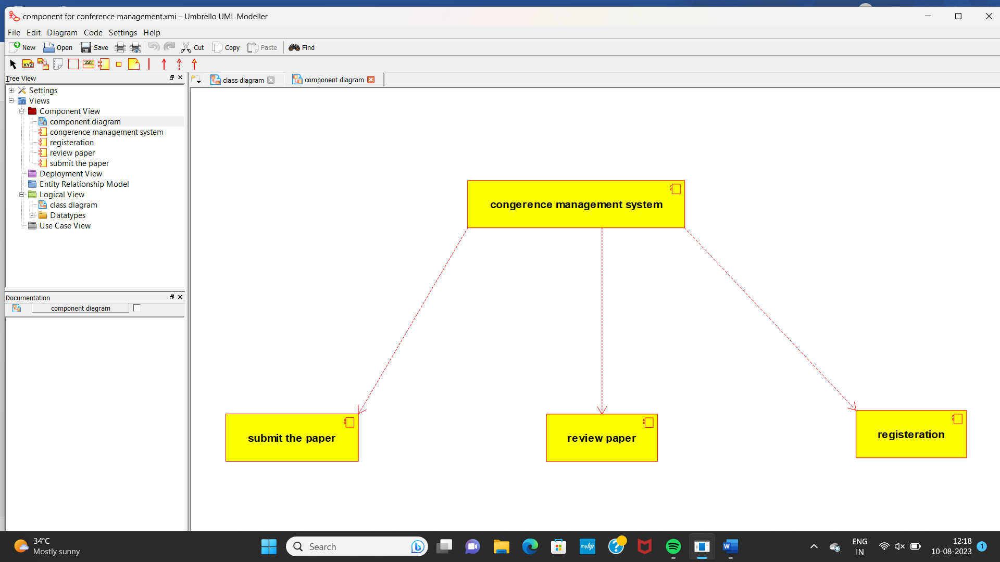 component for conference management.xmi – Umbrello UML Modeller
File Edit Diagram Code Settings Help
New Open Save Cut Copy Paste Find
XYZ XYZ ABC
Tree View
class diagram component diagram
Settings
Views
Component View
component diagram
congerence management system
registeration
review paper
submit the paper
Deployment View
Entity Relationship Model
Logical View
class diagram
Datatypes
Use Case View
congerence management system
Documentation
component diagram
submit the paper
review paper
registeration
34°C
Mostly sunny
Search
myhp
ENG
IN
12:18
10-08-2023
1